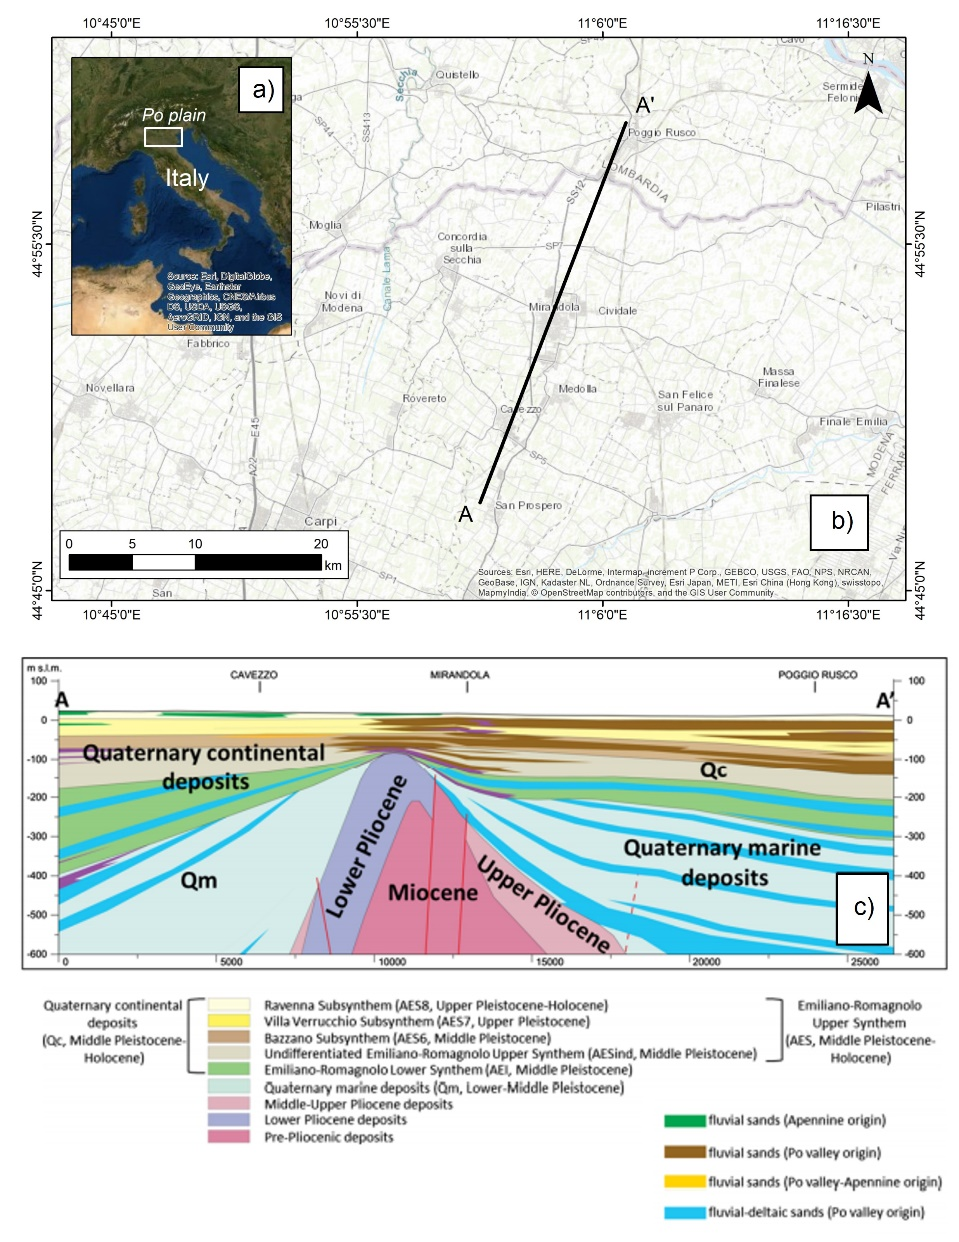 10°45'0"E 10°55'30"E 11°6'0"E 11°16'30"E
a)
Po plain
Italy
Source: Esri, DigitalGlobe,
GeoEye, Earthstar
Geographics, CNES/Airbus
DS, USDA, USGS,
AeroGRID, IGN, and the GIS
User Community
Secchia
Quistello
N
Sermide
Feloni
SP44
SS413
A'
Poggio Rusco
LOMBARDIA
SS12
Pilastri
Moglia
Concordia
sulla
Secchia
SP7
44°55'30"N
44°55'30"N
Canale Lama
Novi di
Modena
Mirandola
Cividale
Fabbrico
Novellara
Rovereto
Medolla
Massa
Finalese
San Felice
sul Panaro
Cavezzo
Finale Emilia
E45
A22
MODENA
FERRAR
SP5
A
San Prospero
Carpi
b)
0 5 10 20
km
SP1
San
Sources: Esri, HERE, DeLorme, Intermap, increment P Corp., GEBCO, USGS, FAO, NPS, NRCAN,
GeoBase, IGN, Kadaster NL, Ordnance Survey, Esri Japan, METI, Esri China (Hong Kong), swisstopo,
MapmyIndia, © OpenStreetMap contributors, and the GIS User Community
44°45'0"N
44°45'0"N
10°45'0"E 10°55'30"E 11°6'0"E 11°16'30"E
m s.l.m.
CAVEZZO MIRANDOLA POGGIO RUSCO
100 100
A A'
0 0
-100 -100
-200 -200
-300 -300
-400 -400
-500 -500
-600 -600
Quaternary continental
deposits
Qc
Lower Pliocene
Quaternary marine
deposits
Qm
Miocene
Upper Pliocene
c)
0 5000 10000 15000 20000 25000
Quaternary continental
deposits
(Qc, Middle Pleistocene-
Holocene)
Ravenna Subsynthem (AES8, Upper Pleistocene-Holocene)
Villa Verrucchio Subsynthem (AES7, Upper Pleistocene)
Bazzano Subsynthem (AES6, Middle Pleistocene)
Undifferentiated Emiliano-Romagnolo Upper Synthem (AESind, Middle Pleistocene)
Emiliano-Romagnolo Lower Synthem (AEI, Middle Pleistocene)
Quaternary marine deposits (Qm, Lower-Middle Pleistocene)
Middle-Upper Pliocene deposits
Lower Pliocene deposits
Pre-Pliocenic deposits
Emiliano-Romagnolo
Upper Synthem
(AES, Middle Pleistocene-
Holocene)
fluvial sands (Apennine origin)
fluvial sands (Po valley origin)
fluvial sands (Po valley-Apennine origin)
fluvial-deltaic sands (Po valley origin)